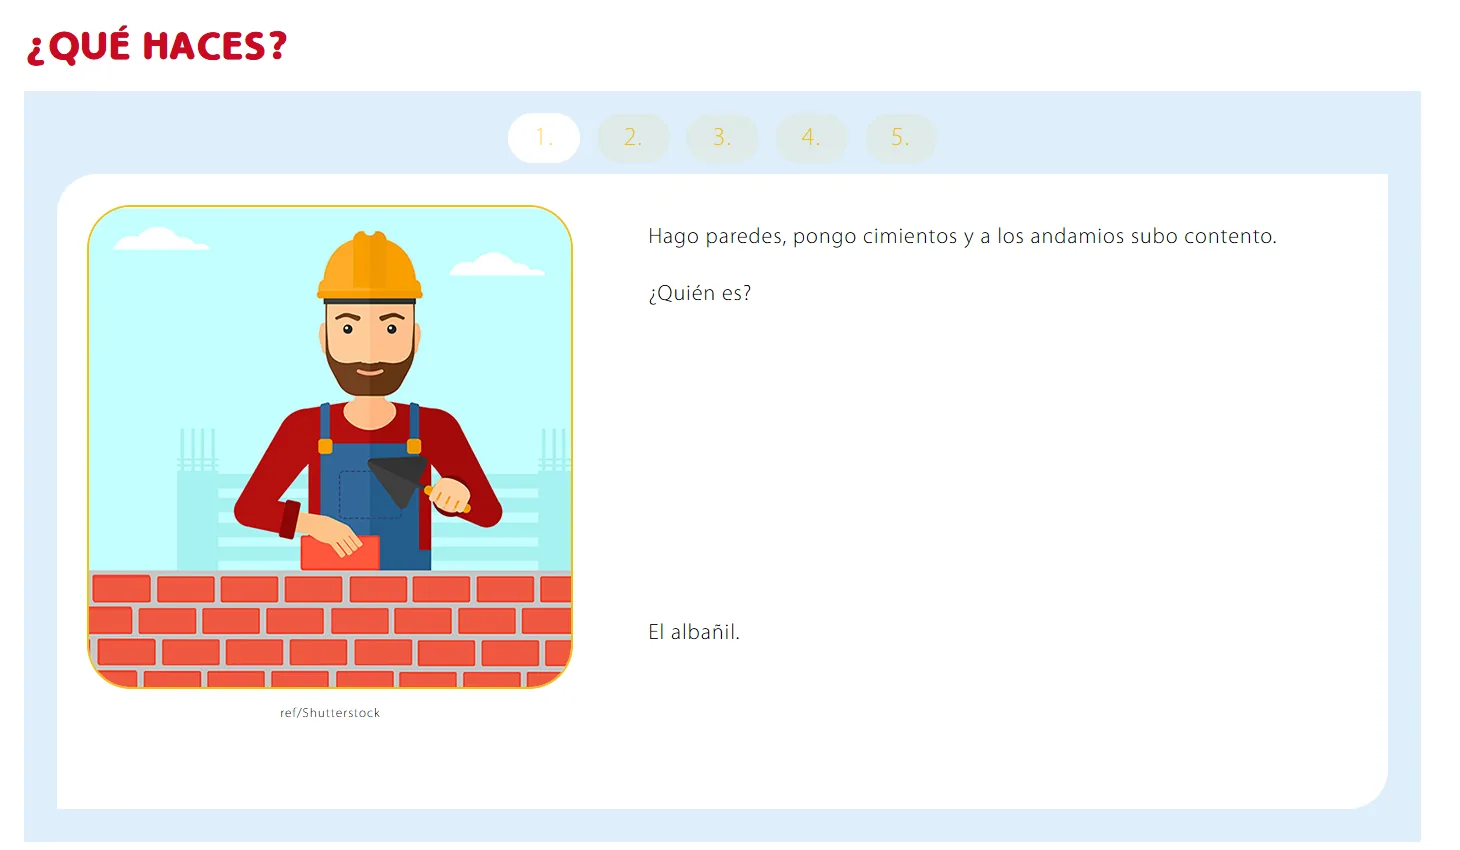 ¿QUÉ HACES?
1. 2. 3. 4. 5.
Hago paredes, pongo cimientos y a los andamios subo contento.
¿Quién es?
El albañil.
ref/Shutterstock